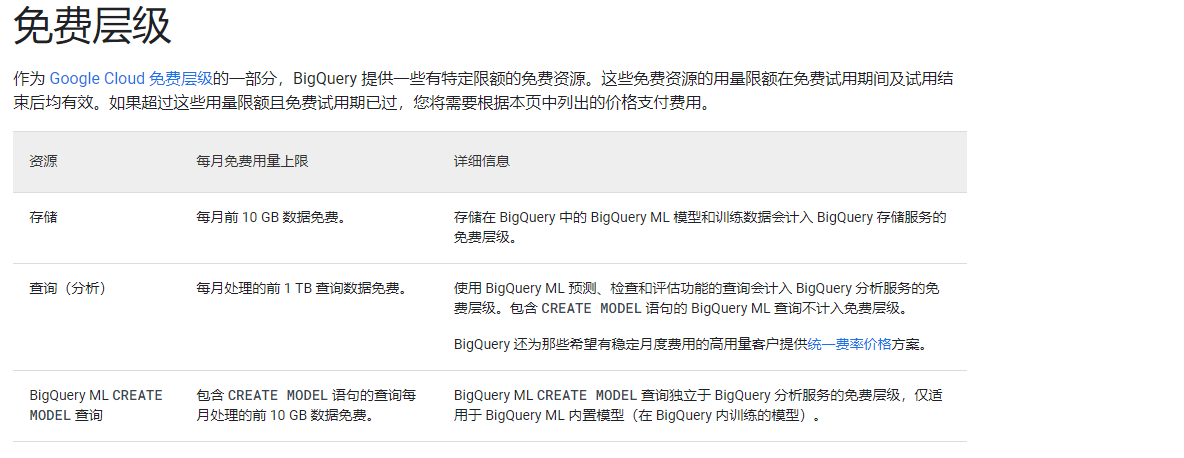 免费层级
作为 Google Cloud 免费层级的一部分，BigQuery 提供一些有特定限额的免费资源。这些免费资源的用量限额在免费试用期间及试用结
束后均有效。如果超过这些用量限额且免费试用期已过，您将需要根据本页中列出的价格支付费用。
资源 每月免费用量上限 详细信息
存储 每月前 10 GB 数据免费。 存储在 BigQuery 中的 BigQuery ML 模型和训练数据会计入 BigQuery 存储服务的
免费层级。
查询（分析） 每月处理的前 1 TB 查询数据免费。 使用 BigQuery ML 预测、检查和评估功能的查询会计入 BigQuery 分析服务的免
费层级。包含 CREATE MODEL 语句的 BigQuery ML 查询不计入免费层级。
BigQuery 还为那些希望有稳定月度费用的高用量客户提供统一费率价格方案。
BigQuery ML CREATE 包含 CREATE MODEL 语句的查询每 BigQuery ML CREATE MODEL 查询独立于 BigQuery 分析服务的免费层级，仅适
MODEL 查询 月处理的前 10 GB 数据免费。 用于 BigQuery ML 内置模型（在 BigQuery 内训练的模型）。